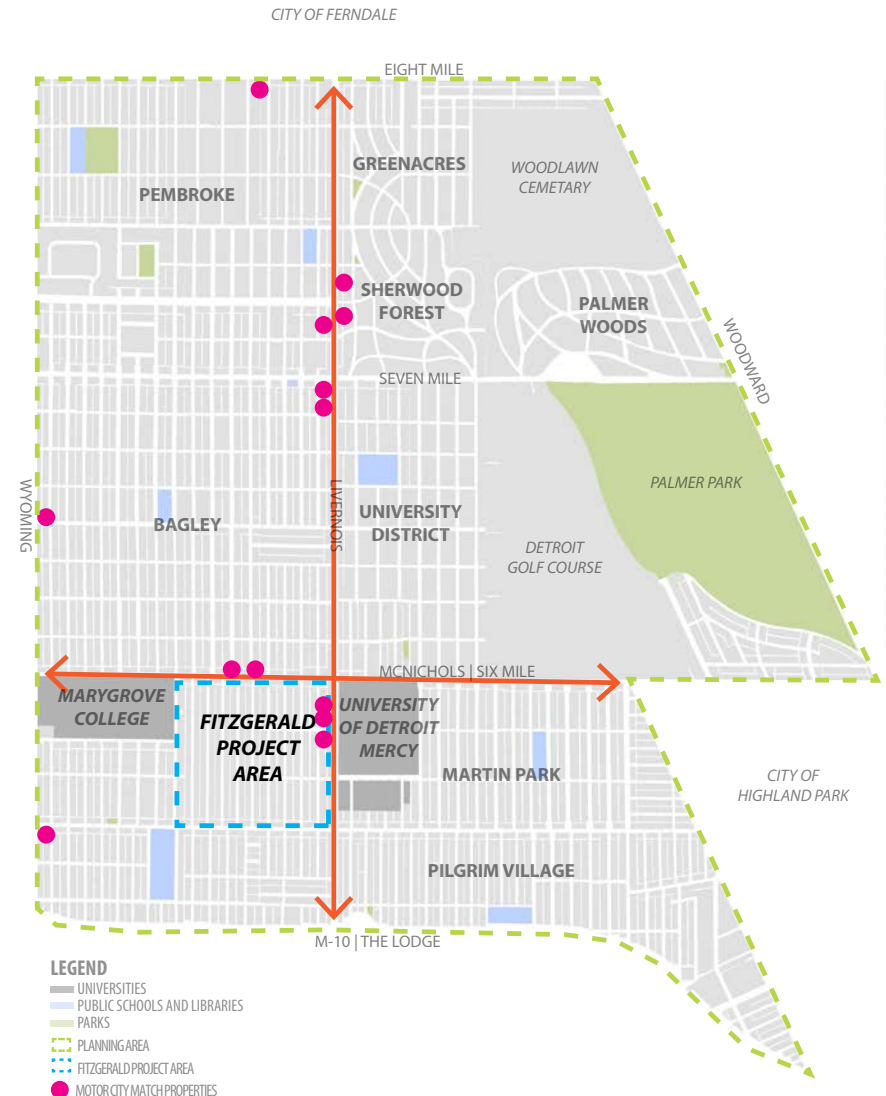 CITY OF FERNDALE
EIGHT MILE
GREENACRES
WOODLAWN
CEMETARY
PEMBROKE
SHERWOOD
FOREST
PALMER
WOODS
WOODWARD
SEVEN MILE
PALMER PARK
WYOMING
LIVERNOIS
BAGLEY
UNIVERSITY
DISTRICT
DETROIT
GOLF COURSE
MCNICHOLS | SIX MILE
MARYGROVE
COLLEGE
FITZGERALD
PROJECT
AREA
UNIVERSITY
OF DETROIT
MERCY
MARTIN PARK
CITY OF
HIGHLAND PARK
PILGRIM VILLAGE
M-10 | THE LODGE
LEGEND
UNIVERSITIES
PUBLIC SCHOOLS AND LIBRARIES
PARKS
PLANNING AREA
FITZGERALD PROJECT AREA
MOTOR CITY MATCH PROPERTIES